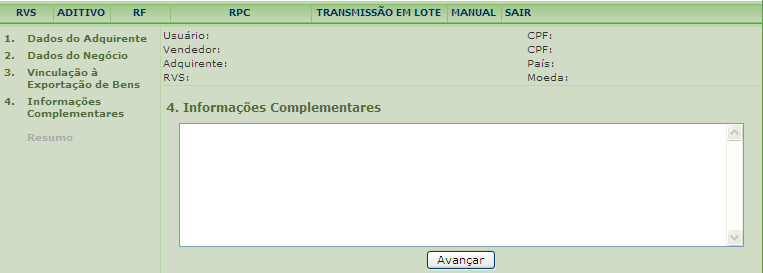 RVS ADITIVO RF RPC TRANSMISSÃO EM LOTE MANUAL SAIR
1. Dados do Adquirente
2. Dados do Negócio
3. Vinculação à
Exportação de Bens
4. Informações
Complementares
Resumo
Usuário: CPF:
Vendedor: CPF:
Adquirente: País:
RVS: Moeda:
4. Informações Complementares
Avançar